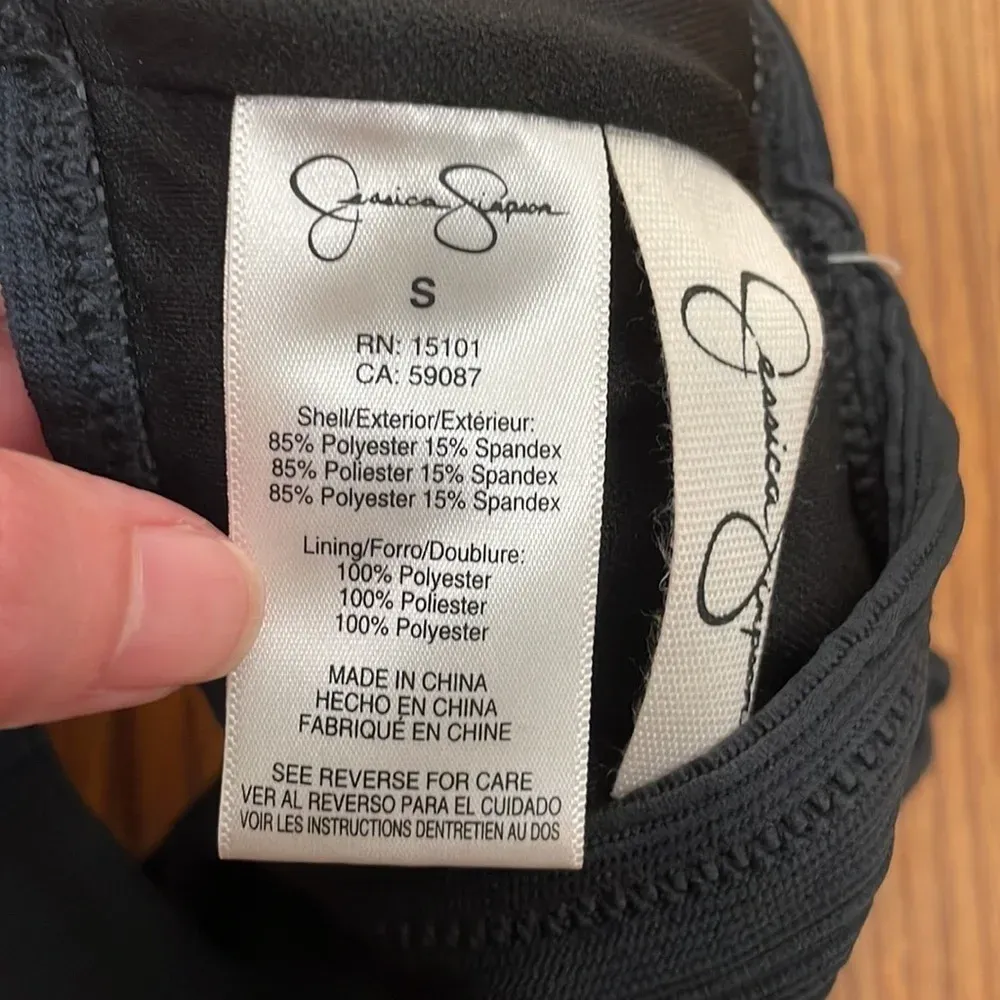 Jessica Simpson
S
RN: 15101
CA: 59087
Shell/Exterior/Extérieur:
85% Polyester 15% Spandex
85% Poliester 15% Spandex
85% Polyester 15% Spandex
Lining/Forro/Doublure:
100% Polyester
100% Poliester
100% Polyester
MADE IN CHINA
HECHO EN CHINA
FABRIQUÉ EN CHINE
SEE REVERSE FOR CARE
VER AL REVERSO PARA EL CUIDADO
VOIR LES INSTRUCTIONS DENTRETIEN AU DOS
Jessica Simpson